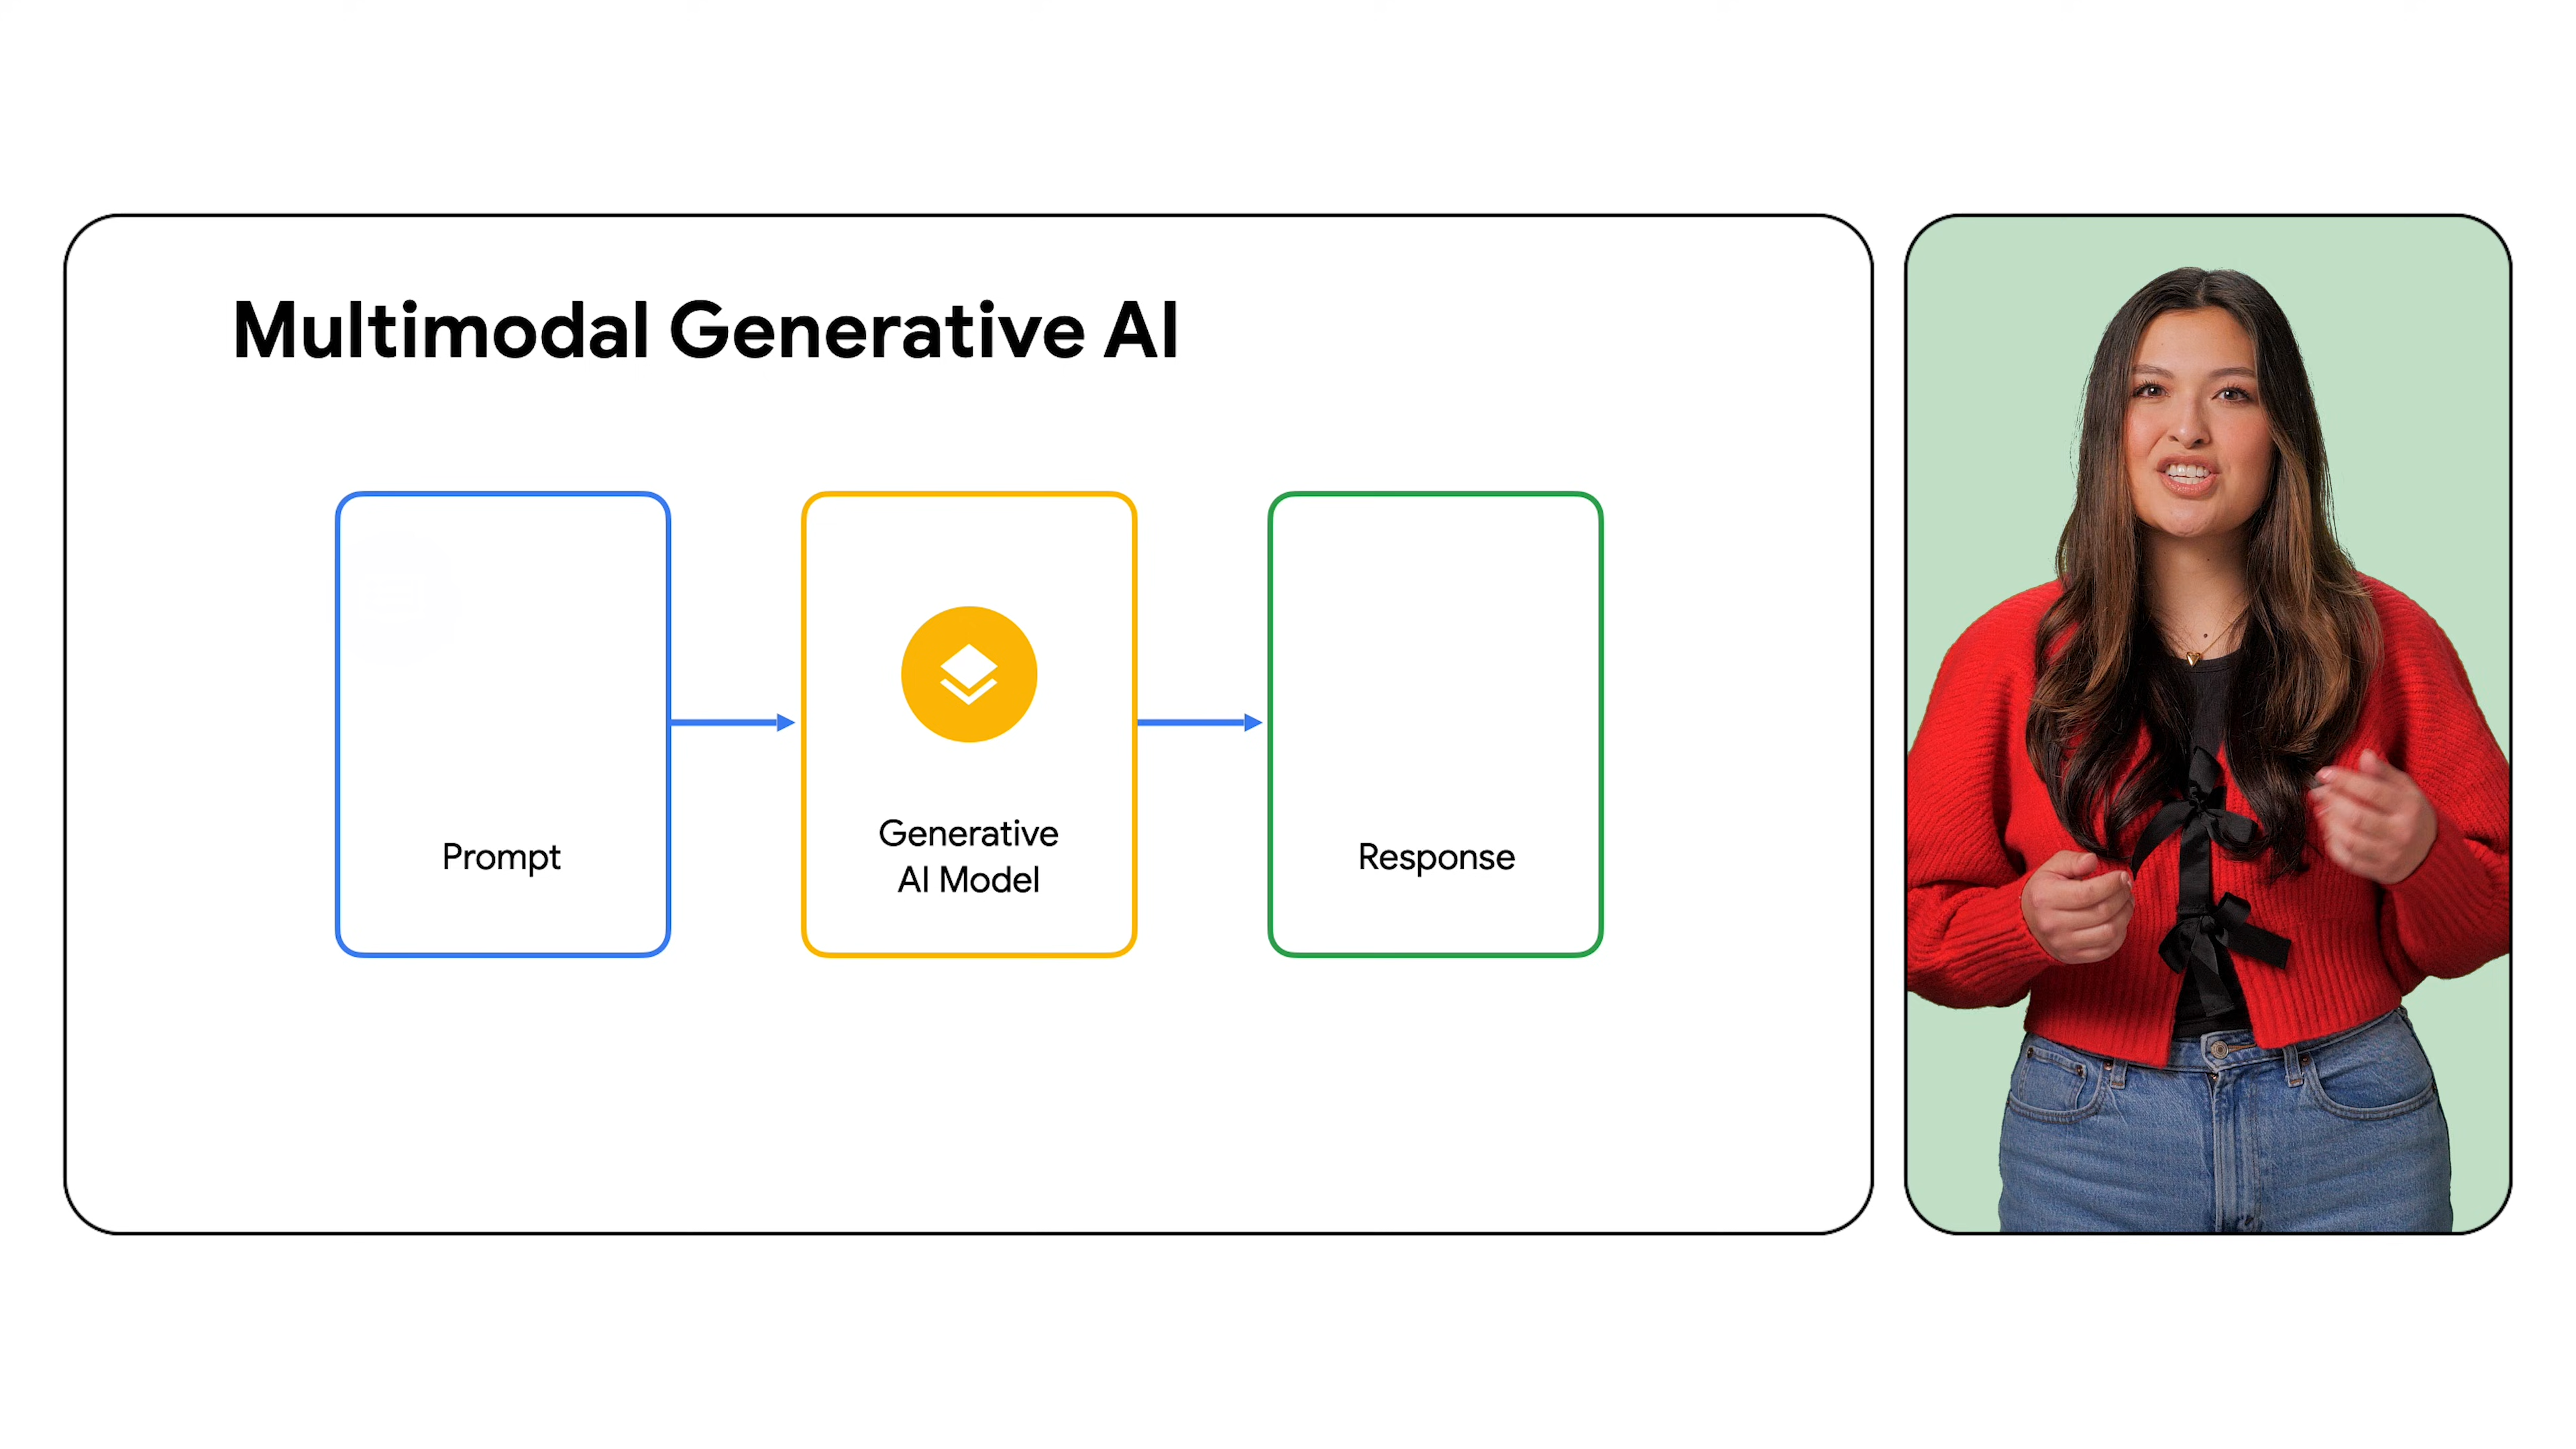 Multimodal Generative AI
Prompt
Generative
AI Model
Response